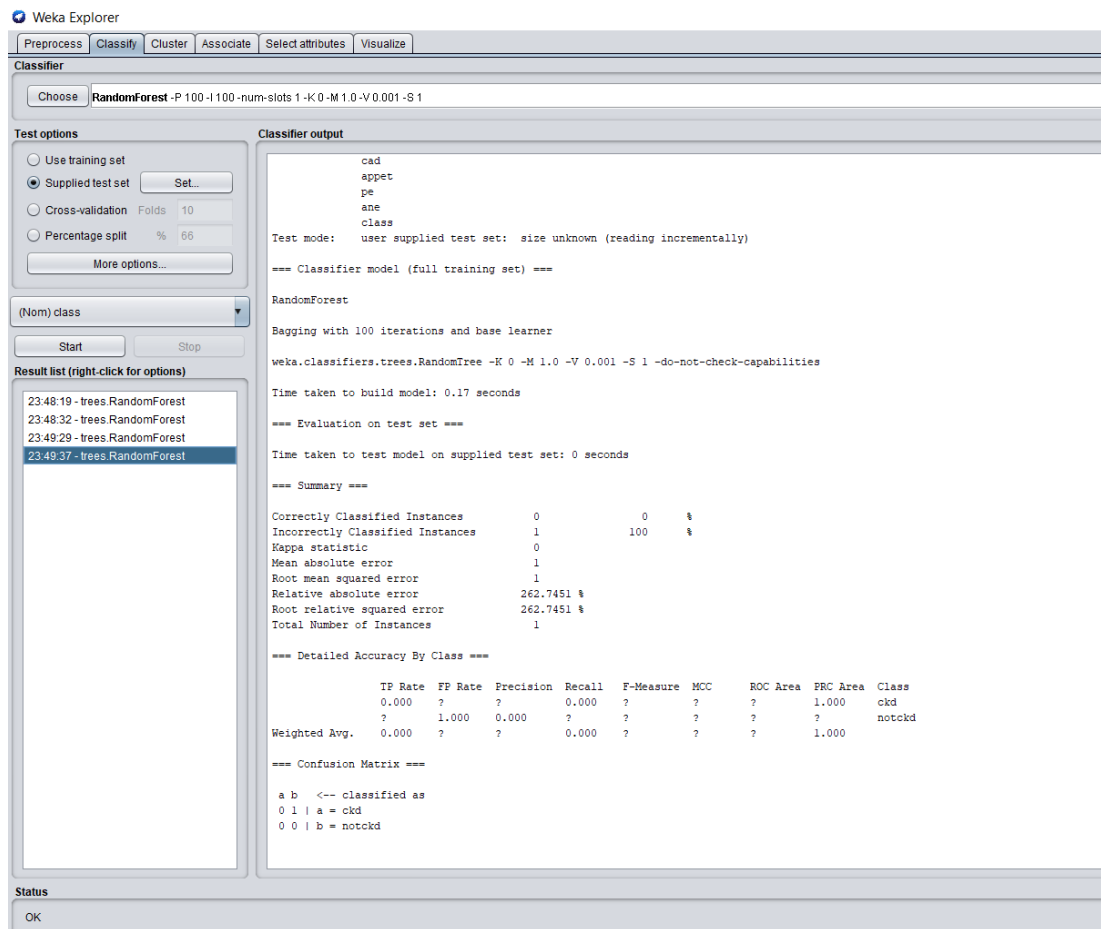 Weka Explorer
Preprocess Classify Cluster Associate Select attributes Visualize
Classifier
Choose RandomForest -P 100 -I 100 -num-slots 1 -K 0 -M 1.0 -V 0.001 -S 1
Test options
Use training set
Supplied test set Set...
Cross-validation Folds 10
Percentage split % 66
More options...
(Nom) class
Start Stop
Result list (right-click for options)
23:48:19 - trees.RandomForest
23:48:32 - trees.RandomForest
23:49:29 - trees.RandomForest
23:49:37 - trees.RandomForest
Classifier output
cad
appet
pe
ane
class
Test mode: user supplied test set: size unknown (reading incrementally)
=== Classifier model (full training set) ===
RandomForest
Bagging with 100 iterations and base learner
weka.classifiers.trees.RandomTree -K 0 -M 1.0 -V 0.001 -S 1 -do-not-check-capabilities
Time taken to build model: 0.17 seconds
=== Evaluation on test set ===
Time taken to test model on supplied test set: 0 seconds
=== Summary ===
Correctly Classified Instances 0 0 %
Incorrectly Classified Instances 1 100 %
Kappa statistic 0
Mean absolute error 1
Root mean squared error 1
Relative absolute error 262.7451 %
Root relative squared error 262.7451 %
Total Number of Instances 1
=== Detailed Accuracy By Class ===
TP Rate FP Rate Precision Recall F-Measure MCC ROC Area PRC Area Class
0.000 ? ? 0.000 ? ? ? 1.000 ckd
? 1.000 0.000 ? ? ? ? ? notckd
Weighted Avg. 0.000 ? ? 0.000 ? ? ? 1.000
=== Confusion Matrix ===
a b <-- classified as
0 1 | a = ckd
0 0 | b = notckd
Status
OK